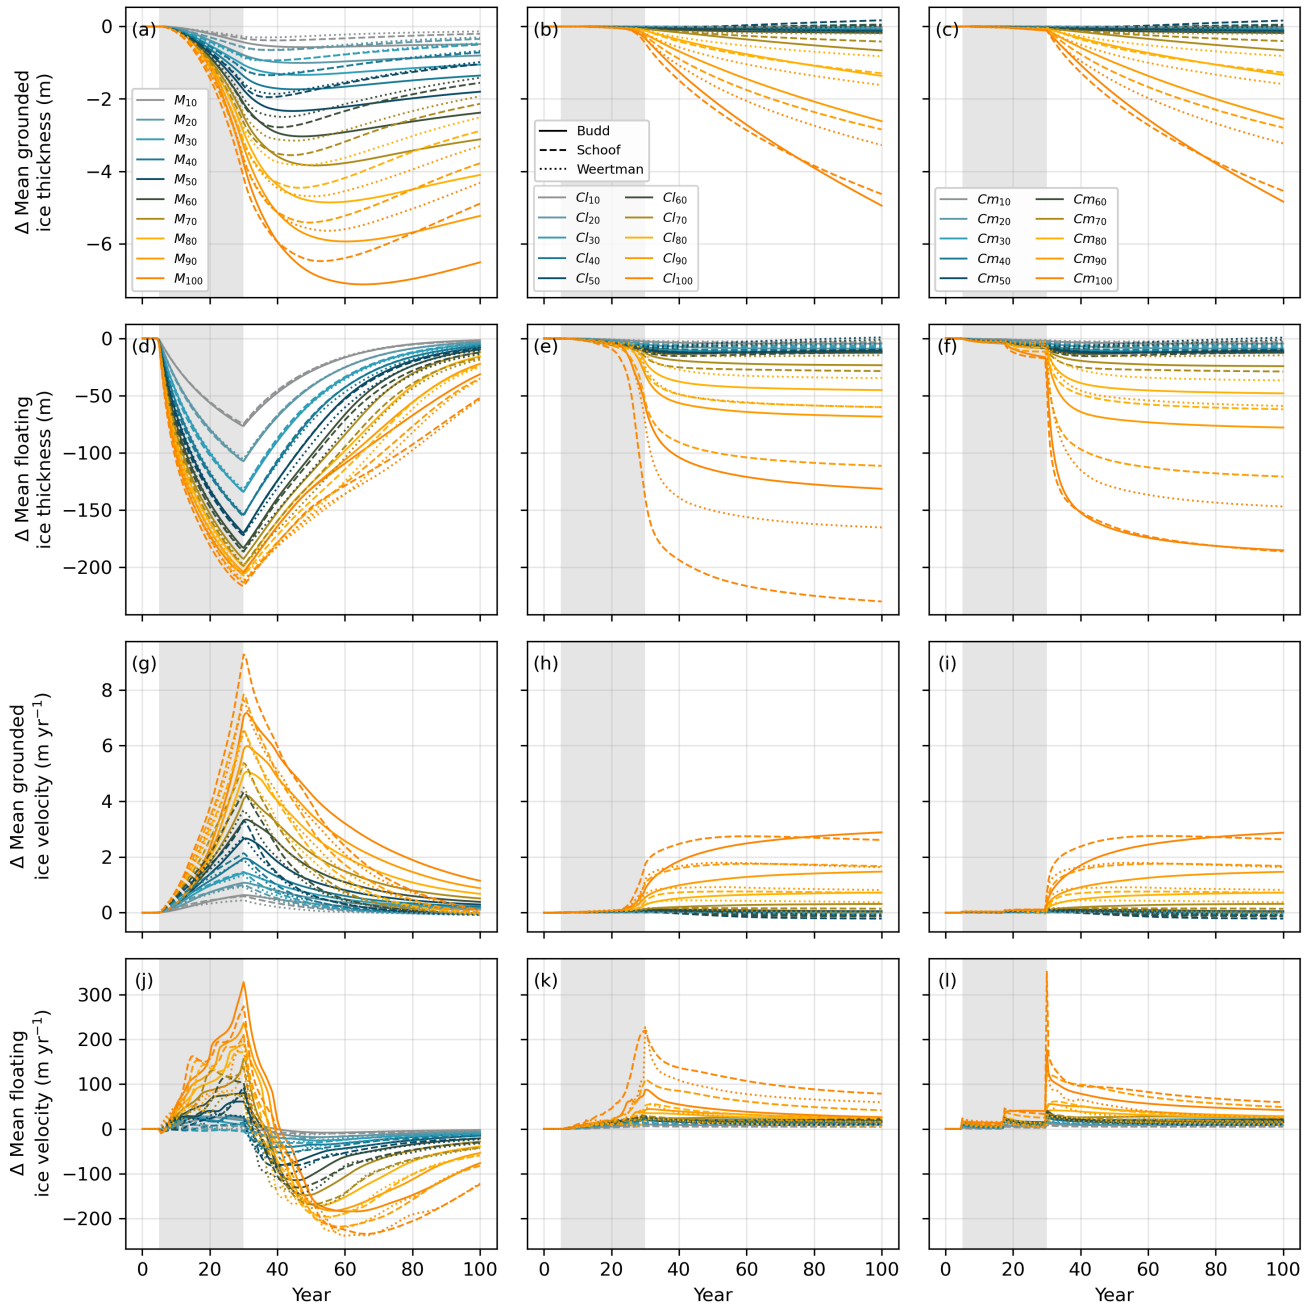 (a)
(b)
(c)
Δ Mean grounded
ice thickness (m)
0
−2
−4
−6
M10
M20
M30
M40
M50
M60
M70
M80
M90
M100
Budd
Schoof
Weertman
Cl10 Cl60
Cl20 Cl70
Cl30 Cl80
Cl40 Cl90
Cl50 Cl100
Cm10 Cm60
Cm20 Cm70
Cm30 Cm80
Cm40 Cm90
Cm50 Cm100
(d)
(e)
(f)
Δ Mean floating
ice thickness (m)
0
−50
−100
−150
−200
(g)
(h)
(i)
Δ Mean grounded
ice velocity (m yr−1)
8
6
4
2
0
(j)
(k)
(l)
Δ Mean floating
ice velocity (m yr−1)
300
200
100
0
−100
−200
0 20 40 60 80 100
0 20 40 60 80 100
0 20 40 60 80 100
Year
Year
Year